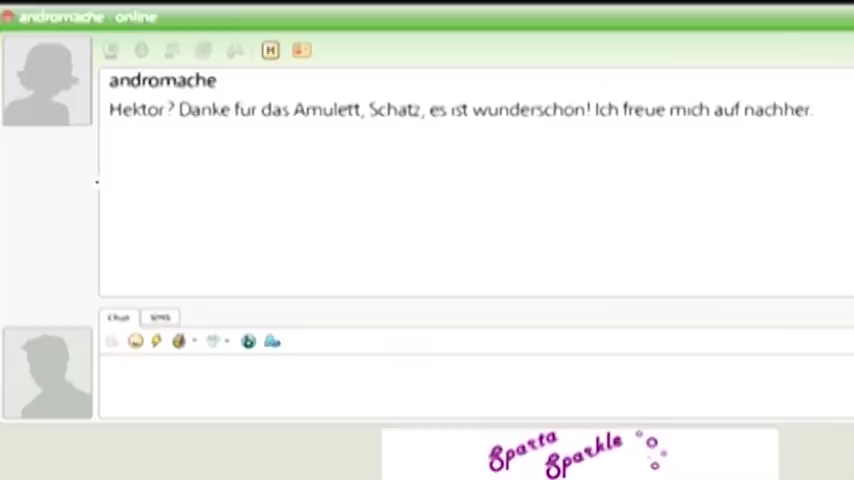 andromache - online
H
andromache
Hektor? Danke fur das Amulett, Schatz, es ist wunderschon! Ich freue mich auf nachher.
Chat SMS
Sparta
Sparkle